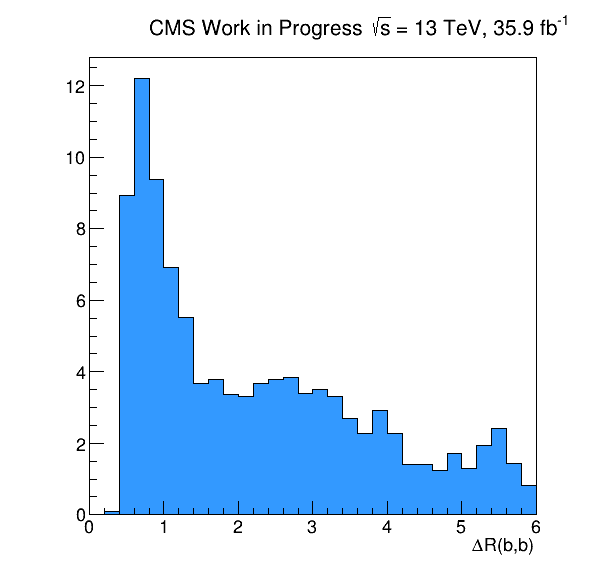 CMS Work in Progress √s = 13 TeV, 35.9 fb⁻¹
12
10
8
6
4
2
0
0 1 2 3 4 5 6
ΔR(b,b)